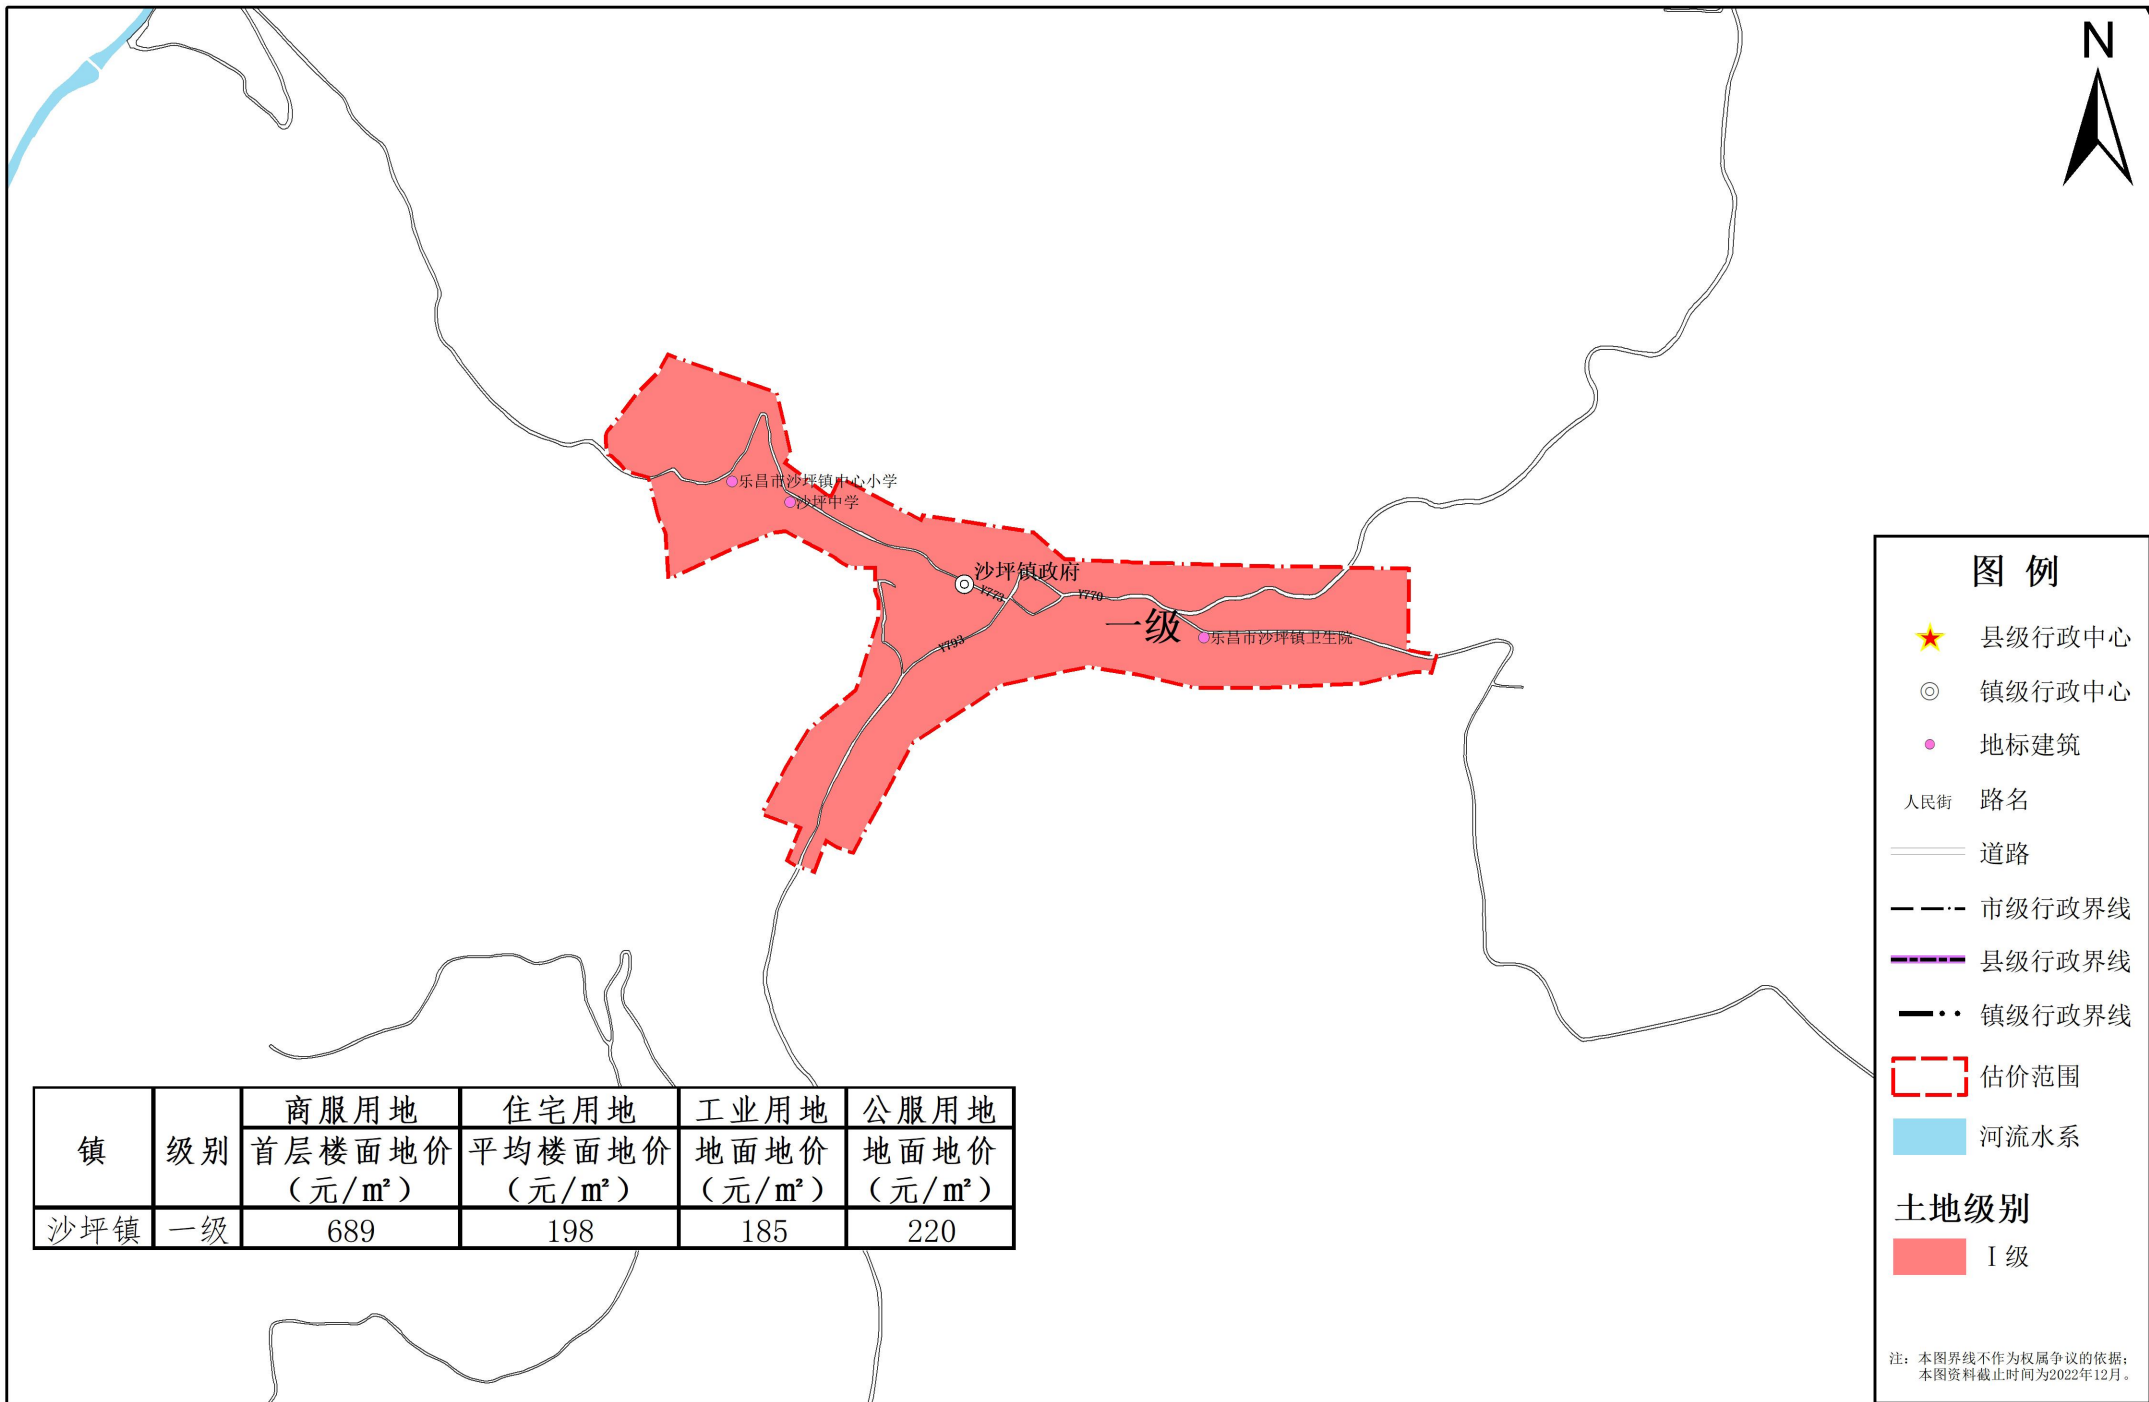 N
乐昌市沙坪镇中心小学
沙坪中学
沙坪镇政府
Y773
Y770
一级
乐昌市沙坪镇卫生院
Y793
图 例
县级行政中心
镇级行政中心
地标建筑
人民街 路名
道路
市级行政界线
县级行政界线
镇级行政界线
估价范围
河流水系
土地级别
Ⅰ级
注：本图界线不作为权属争议的依据；
本图资料截止时间为2022年12月。
镇 级别 商服用地 住宅用地 工业用地 公服用地
首层楼面地价 平均楼面地价 地面地价 地面地价
（元/㎡） （元/㎡） （元/㎡） （元/㎡）
沙坪镇 一级 689 198 185 220